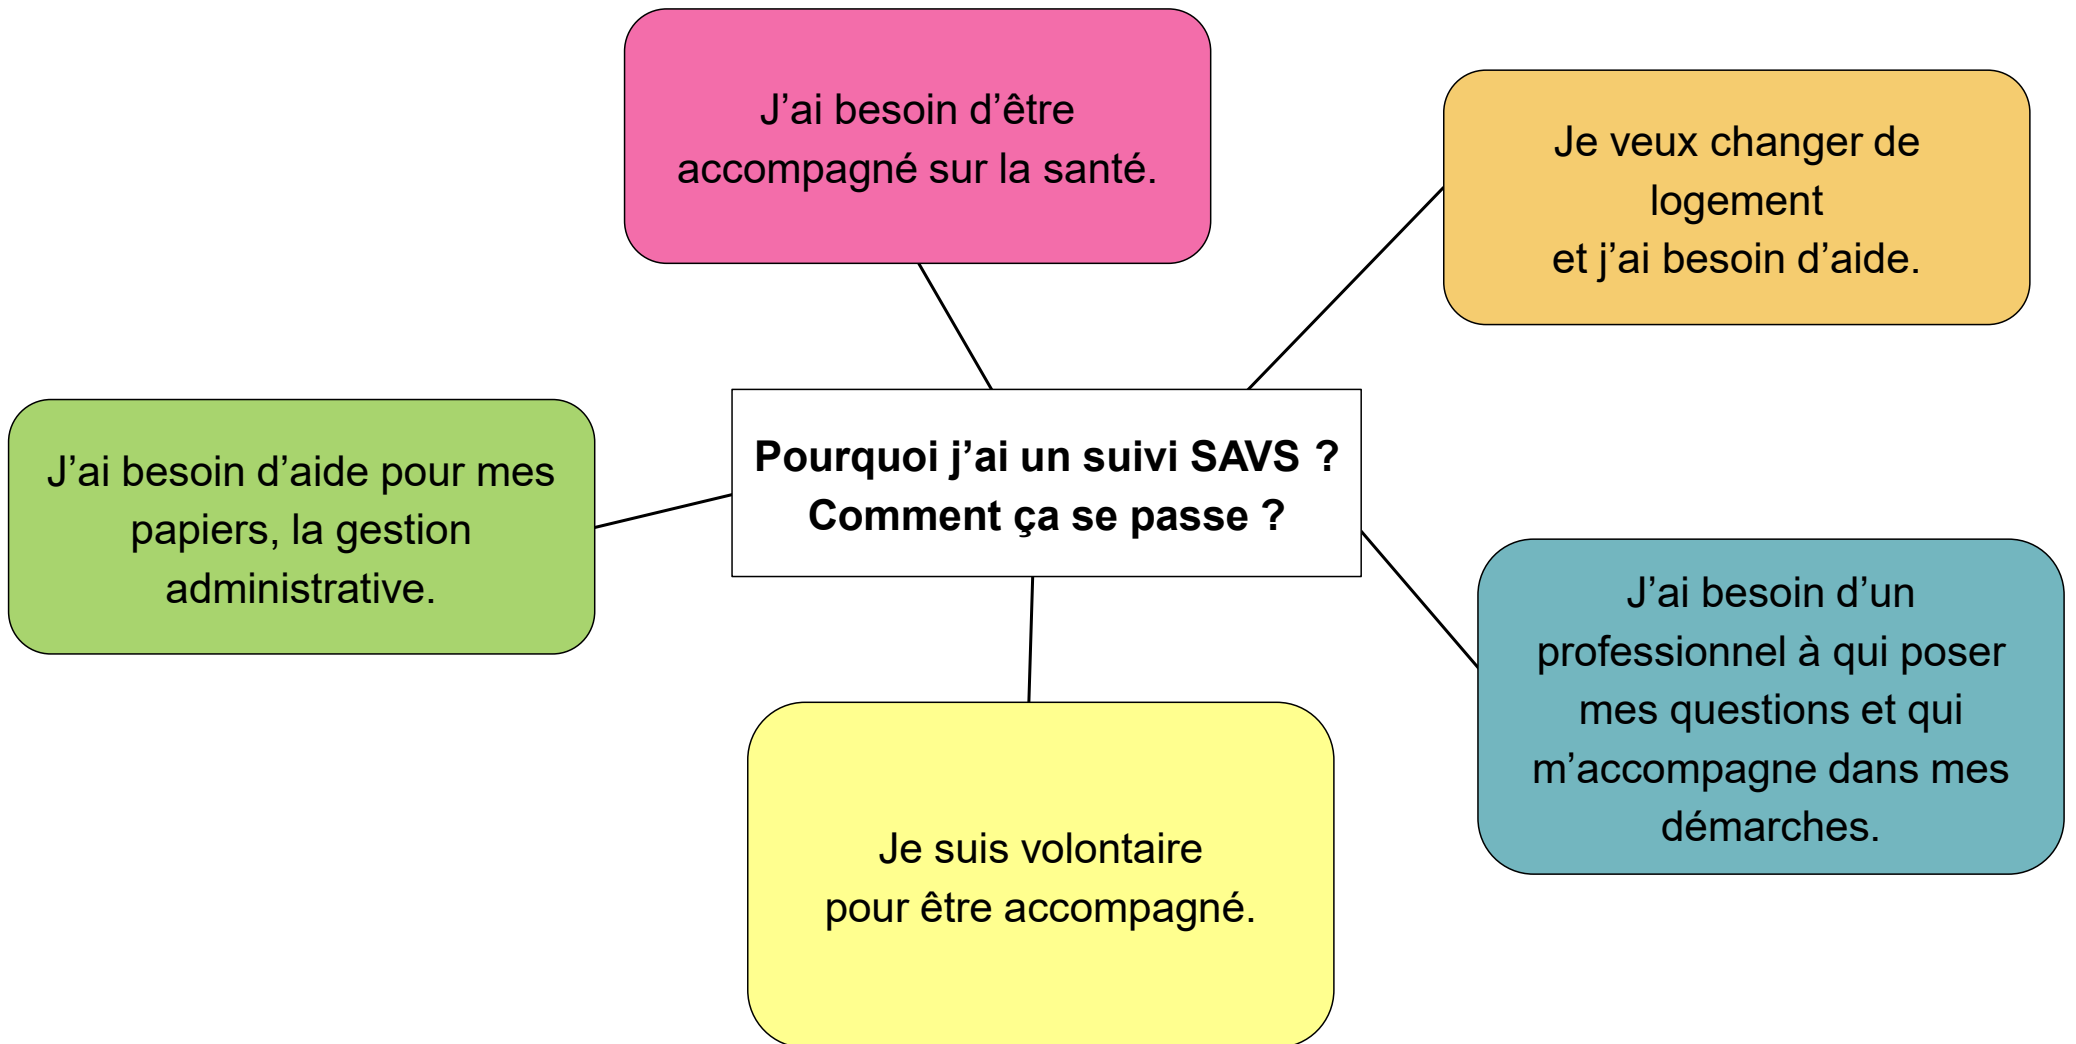 J’ai besoin d’être
accompagné sur la santé.
Je veux changer de
logement
et j’ai besoin d’aide.
Pourquoi j’ai un suivi SAVS ?
Comment ça se passe ?
J’ai besoin d’aide pour mes
papiers, la gestion
administrative.
J’ai besoin d’un
professionnel à qui poser
mes questions et qui
m’accompagne dans mes
démarches.
Je suis volontaire
pour être accompagné.